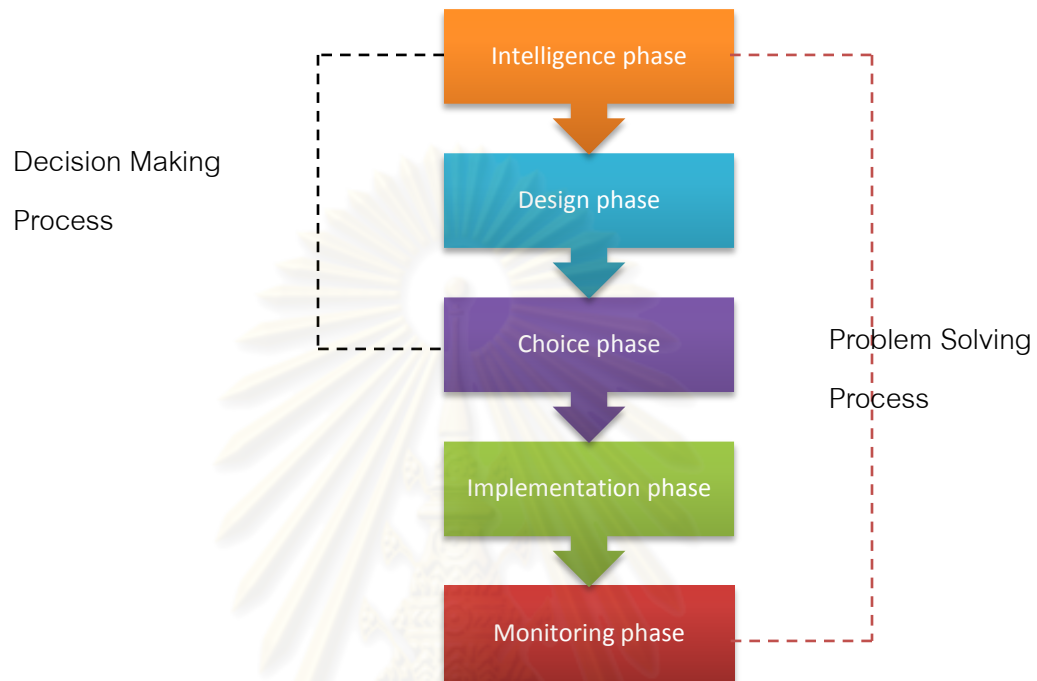 Intelligence phase
Decision Making
Process
Design phase
Choice phase
Problem Solving
Process
Implementation phase
Monitoring phase